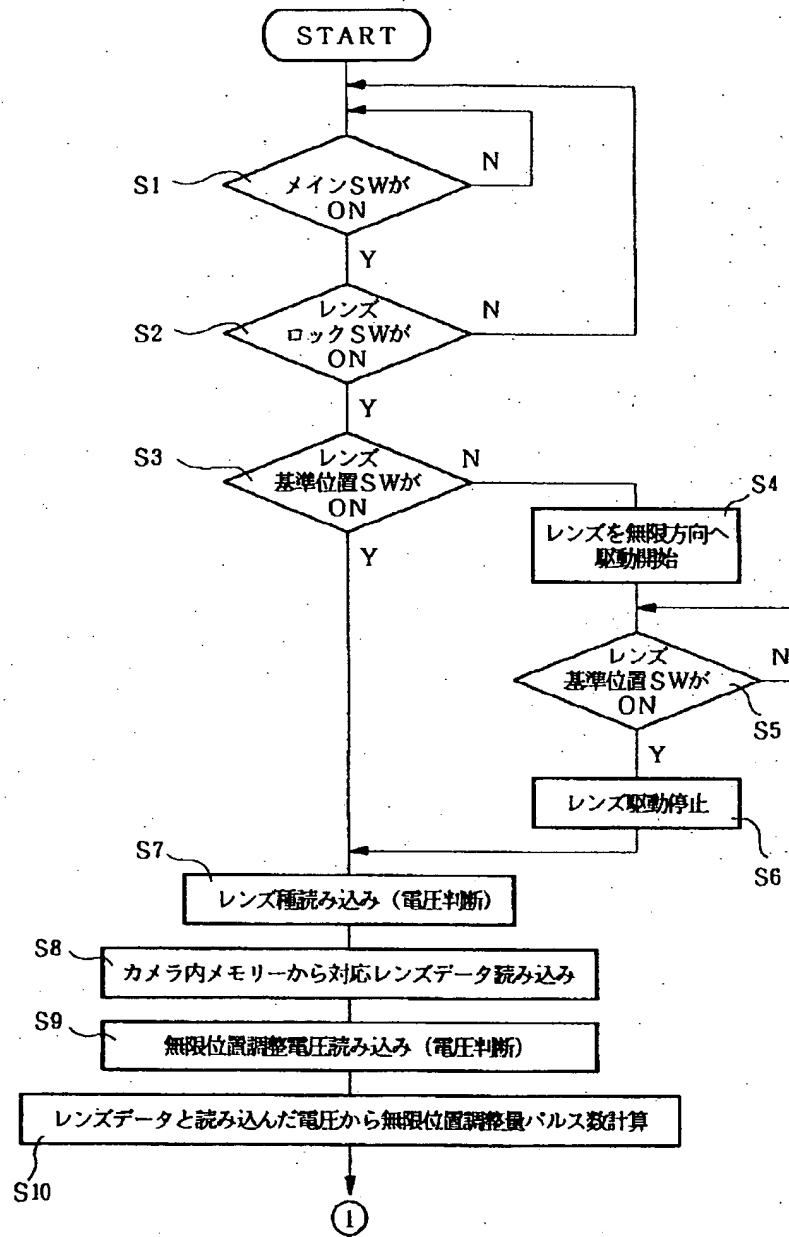 START
S1
メインSWが
ON
N
Y
S2
レンズ
ロックSWが
ON
N
Y
S3
レンズ
基準位置SWが
ON
N
Y
S4
レンズを無限方向へ
駆動開始
レンズ
基準位置SWが
ON
N
S5
Y
レンズ駆動停止
S6
S7
レンズ種読み込み(電圧判断)
S8
カメラ内メモリーから対応レンズデータ読み込み
S9
無限位置調整電圧読み込み(電圧判断)
レンズデータと読み込んだ電圧から無限位置調整量パルス数計算
S10
1